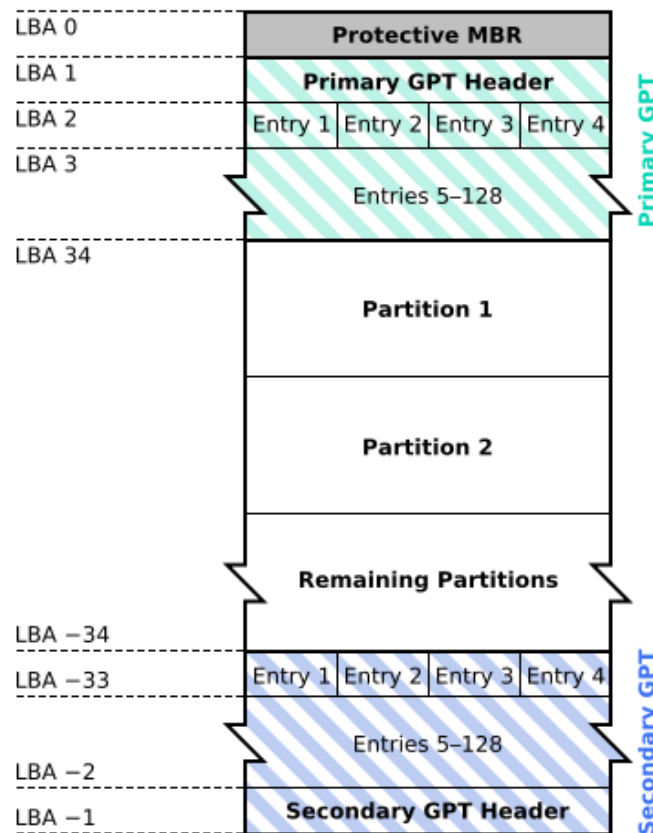 LBA 0
Protective MBR
LBA 1
Primary GPT Header
LBA 2
Entry 1 Entry 2 Entry 3 Entry 4
LBA 3
Entries 5–128
Primary GPT
LBA 34
Partition 1
Partition 2
Remaining Partitions
LBA −34
LBA −33
Entry 1 Entry 2 Entry 3 Entry 4
Entries 5–128
LBA −2
LBA −1
Secondary GPT Header
Secondary GPT